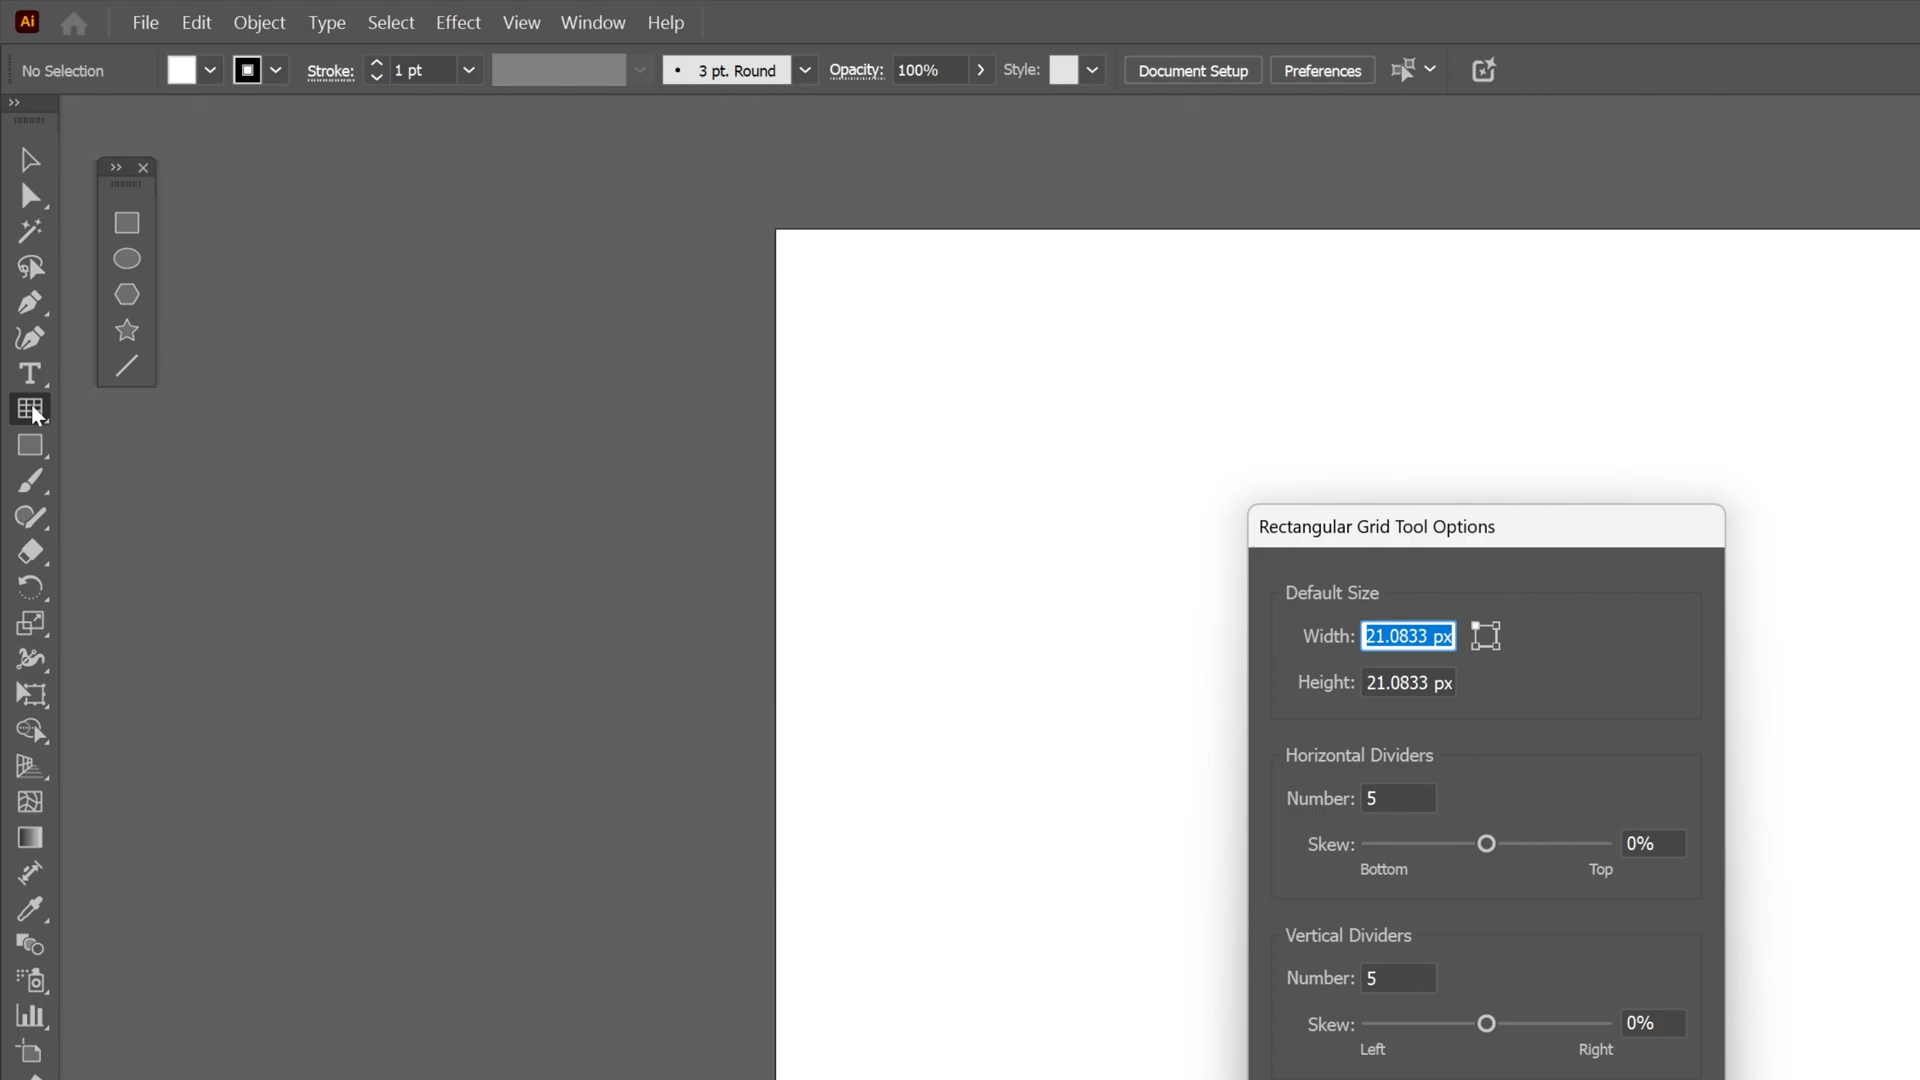 Ai File Edit Object Type Select Effect View Window Help
No Selection Stroke: 1 pt 3 pt. Round Opacity: 100% Style: Document Setup Preferences
Rectangular Grid Tool Options
Default Size
Width: 21.0833 px
Height: 21.0833 px
Horizontal Dividers
Number: 5
Skew: 0%
Bottom Top
Vertical Dividers
Number: 5
Skew: 0%
Left Right